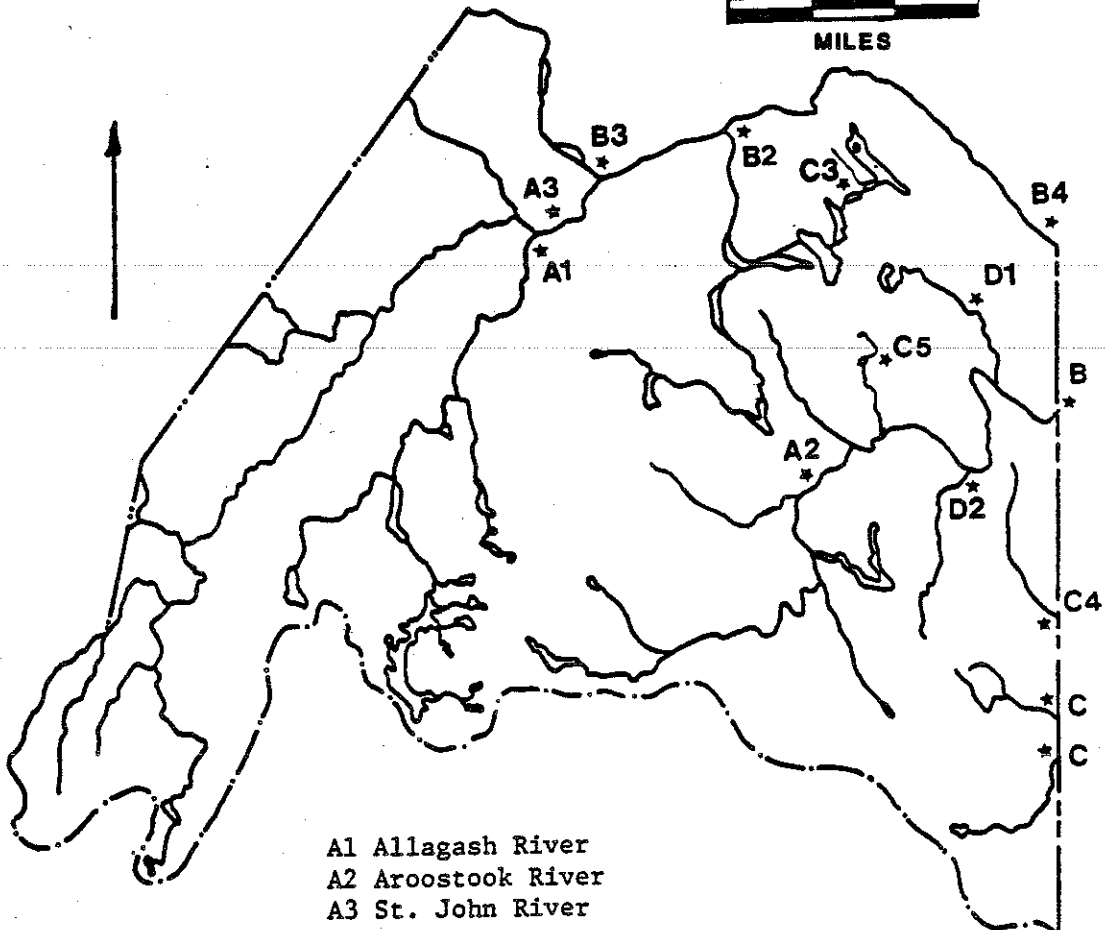 MILES
B3
B2
C3
A3
B4
A1
D1
C5
B
A2
D2
C4
C
C
A1 Allagash River
A2 Aroostook River
A3 St. John River